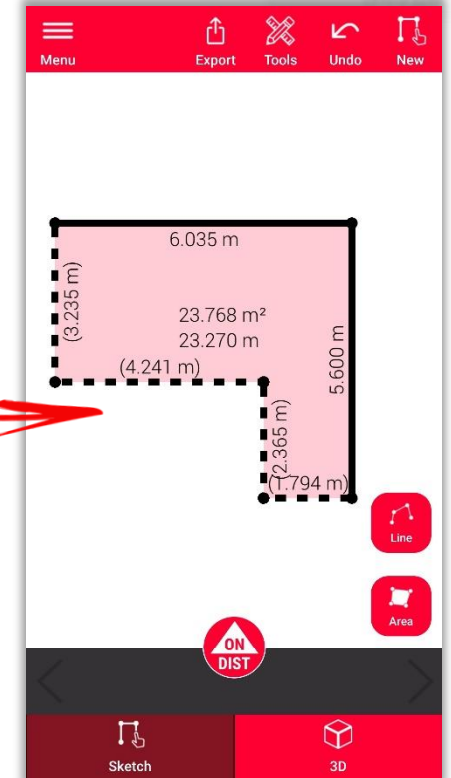 Menu
Export
Tools
Undo
New
6.035 m
(3.235 m)
23.768 m²
23.270 m
5.600 m
(4.241 m)
(2.365 m)
(1.794 m)
Line
Area
ON
DIST
Sketch
3D